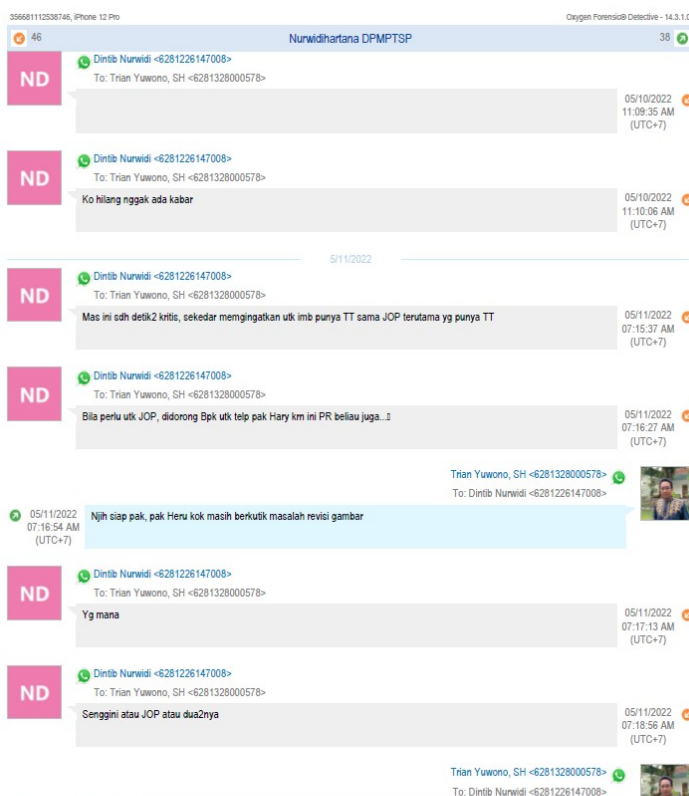 356681112538746, iPhone 12 Pro
Oxygen Forensic® Detective - 14.3.1.0
46
Nurwidihartana DPMPTSP
38
ND
Dintib Nurwidi <6281226147008>
To: Trian Yuwono, SH <6281328000578>
05/10/2022
11:09:35 AM
(UTC+7)
ND
Dintib Nurwidi <6281226147008>
To: Trian Yuwono, SH <6281328000578>
Ko hilang nggak ada kabar
05/10/2022
11:10:06 AM
(UTC+7)
5/11/2022
ND
Dintib Nurwidi <6281226147008>
To: Trian Yuwono, SH <6281328000578>
Mas ini sdh detik2 kritis, sekedar memgingatkan utk imb punya TT sama JOP terutama yg punya TT
05/11/2022
07:15:37 AM
(UTC+7)
ND
Dintib Nurwidi <6281226147008>
To: Trian Yuwono, SH <6281328000578>
Bila perlu utk JOP, didorong Bpk utk telp pak Hary krn ini PR beliau juga...
05/11/2022
07:16:27 AM
(UTC+7)
Trian Yuwono, SH <6281328000578>
To: Dintib Nurwidi <6281226147008>
05/11/2022
07:16:54 AM
(UTC+7)
Njih siap pak, pak Heru kok masih berkutik masalah revisi gambar
ND
Dintib Nurwidi <6281226147008>
To: Trian Yuwono, SH <6281328000578>
Yg mana
05/11/2022
07:17:13 AM
(UTC+7)
ND
Dintib Nurwidi <6281226147008>
To: Trian Yuwono, SH <6281328000578>
Senggini atau JOP atau dua2nya
05/11/2022
07:18:56 AM
(UTC+7)
Trian Yuwono, SH <6281328000578>
To: Dintib Nurwidi <6281226147008>